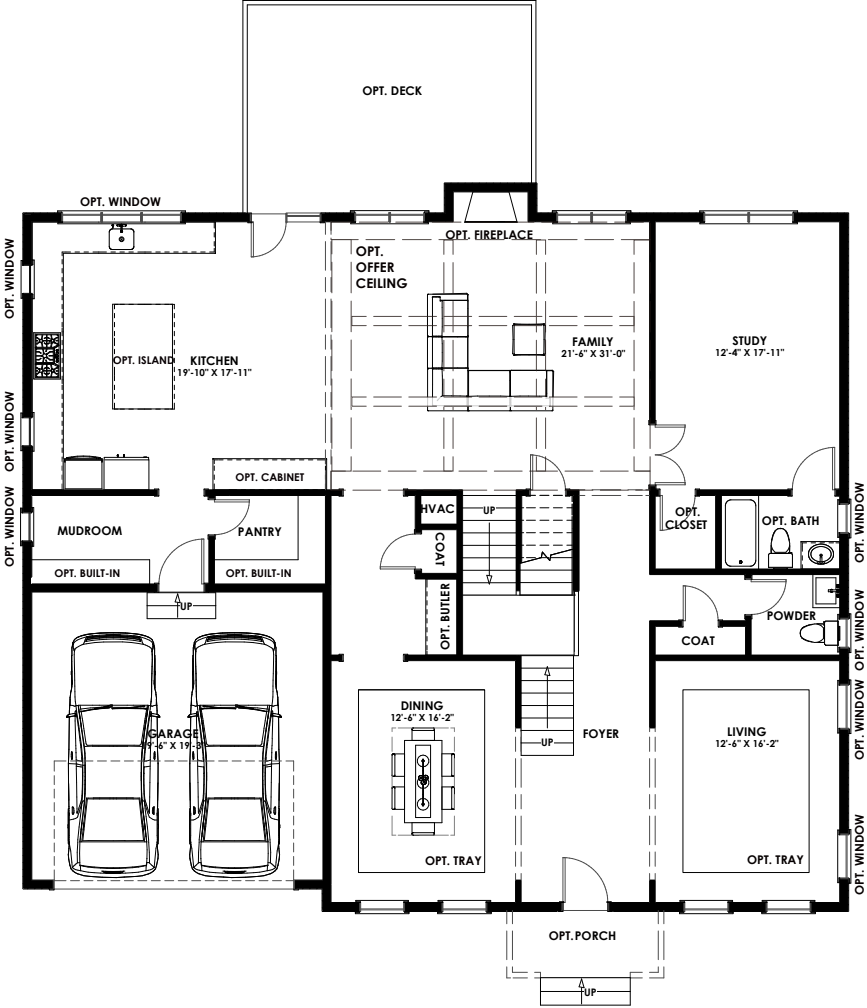 OPT. DECK
OPT. WINDOW
OPT. FIREPLACE
OPT.
OFFER
CEILING
OPT. WINDOW
FAMILY
21'-6" X 31'-0"
STUDY
12'-4" X 17'-11"
OPT. ISLAND
KITCHEN
19'-10" X 17'-11"
OPT. WINDOW
OPT. CABINET
OPT. WINDOW
MUDROOM
PANTRY
HVAC
UP
OPT.
CLOSET
OPT. BATH
OPT. WINDOW
COAT
OPT. BUILT-IN
OPT. BUILT-IN
UP
OPT. BUTLER
POWDER
OPT. WINDOW
COAT
OPT. WINDOW
DINING
12'-6" X 16'-2"
GARAGE
19'-6" X 19'-3"
UP
FOYER
LIVING
12'-6" X 16'-2"
OPT. WINDOW
OPT. TRAY
OPT. TRAY
OPT. PORCH
UP